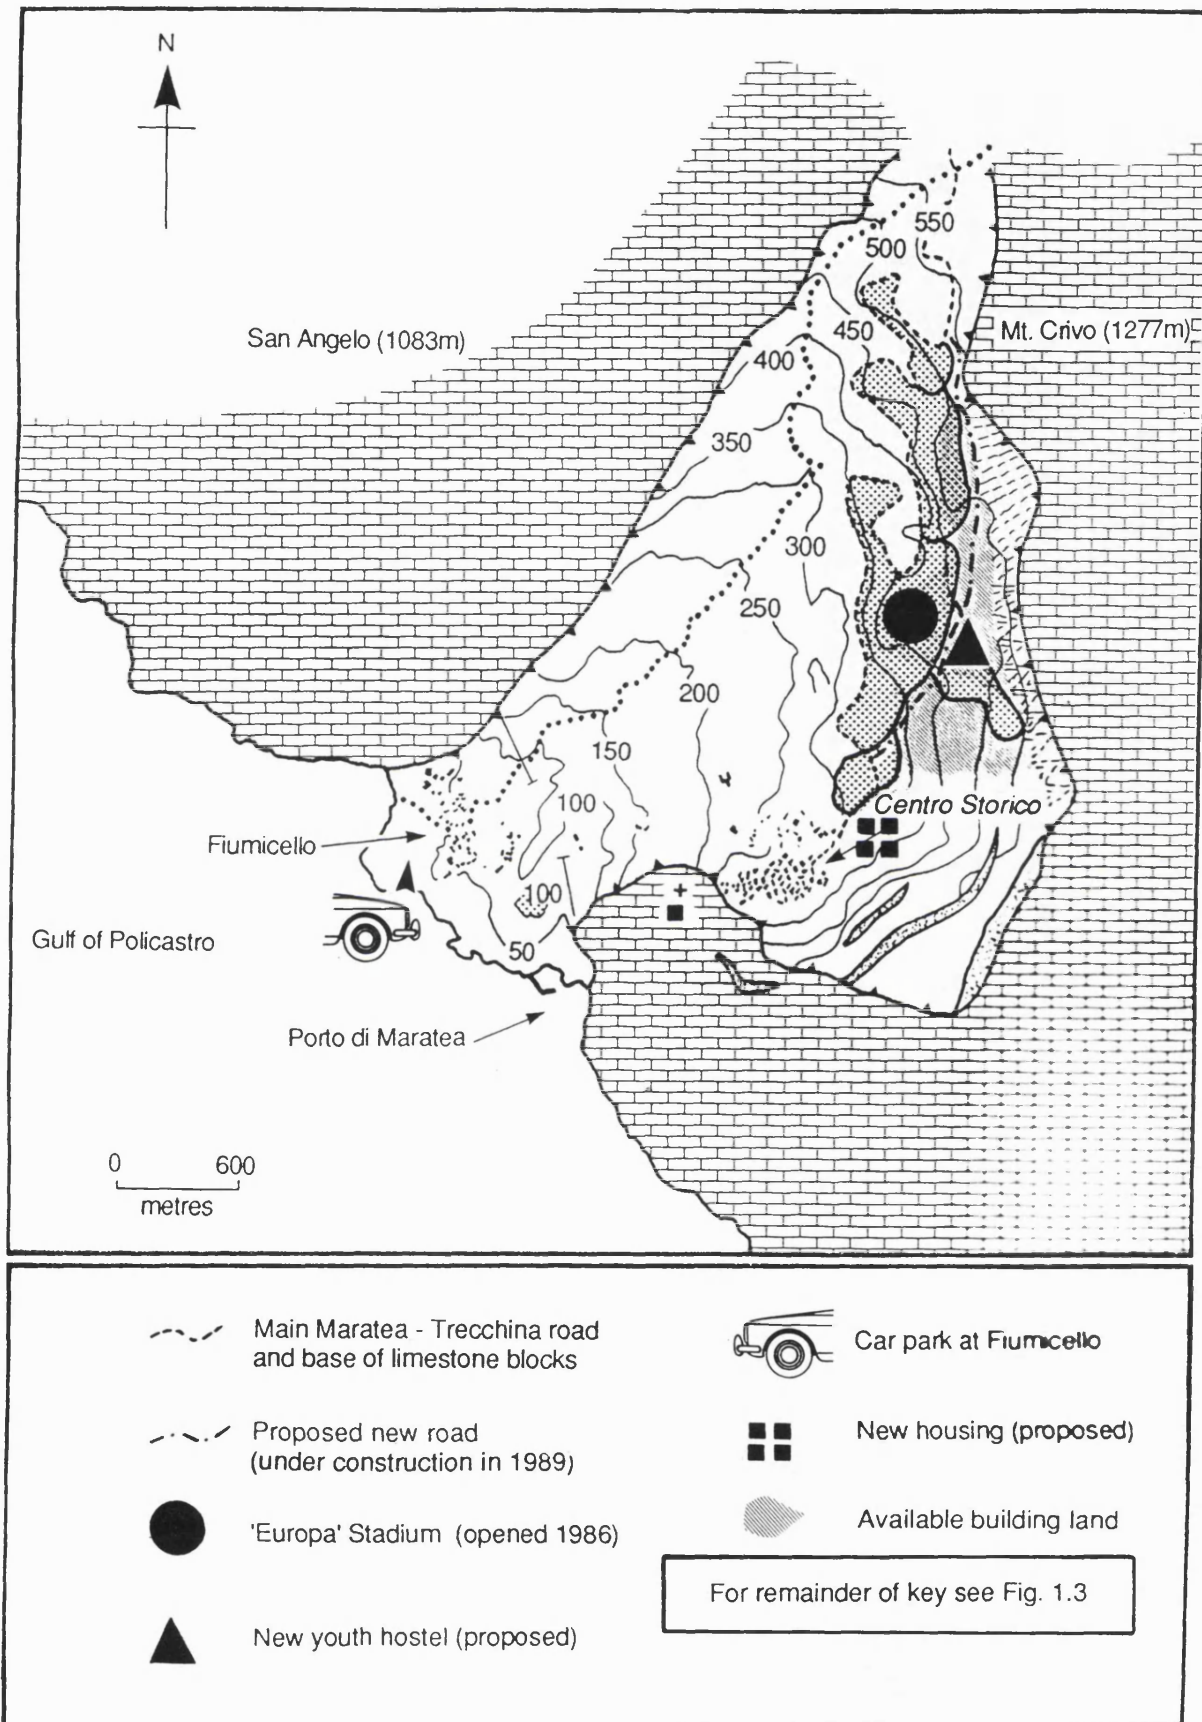 N
550
500
San Angelo (1083m)
Mt. Crivo (1277m)
450
400
350
300
250
200
150
100
Centro Storico
Fiumicello
100
Gulf of Policastro
50
Porto di Maratea
0 600
metres
Main Maratea - Trecchina road
and base of limestone blocks
Car park at Fiumicello
Proposed new road
(under construction in 1989)
New housing (proposed)
'Europa' Stadium (opened 1986)
Available building land
For remainder of key see Fig. 1.3
New youth hostel (proposed)